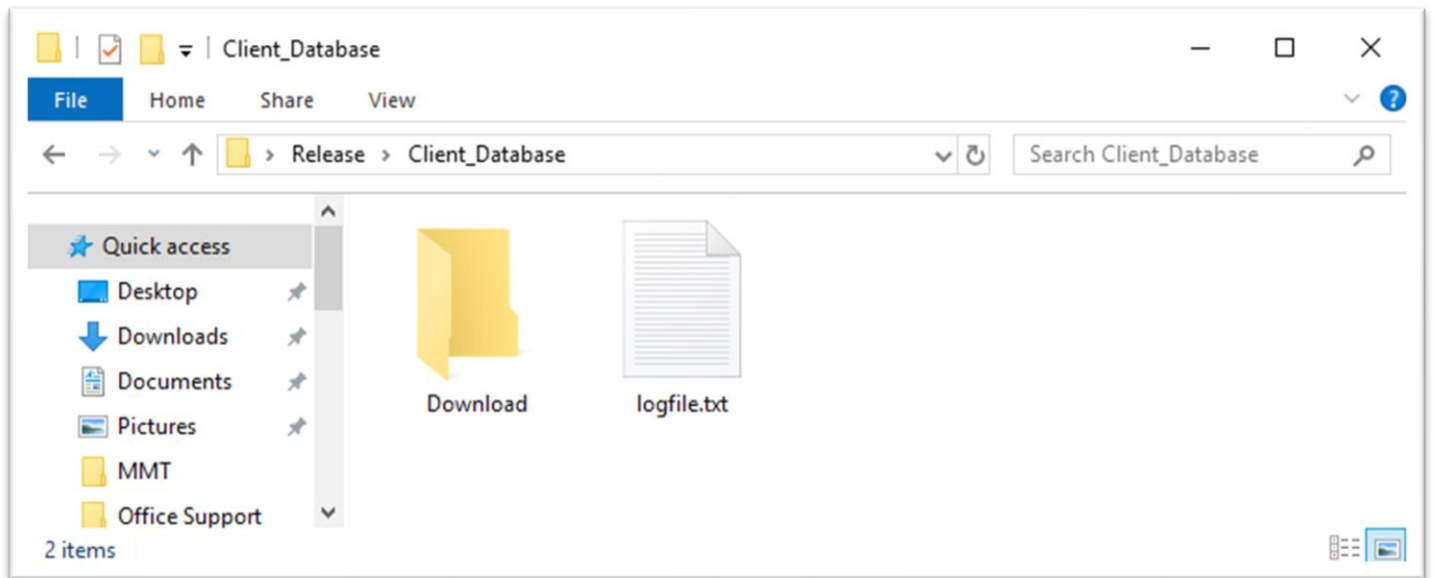 Client_Database
File Home Share View
Release > Client_Database
Search Client_Database
Quick access
Desktop
Downloads
Documents
Pictures
MMT
Office Support
Download
logfile.txt
2 items